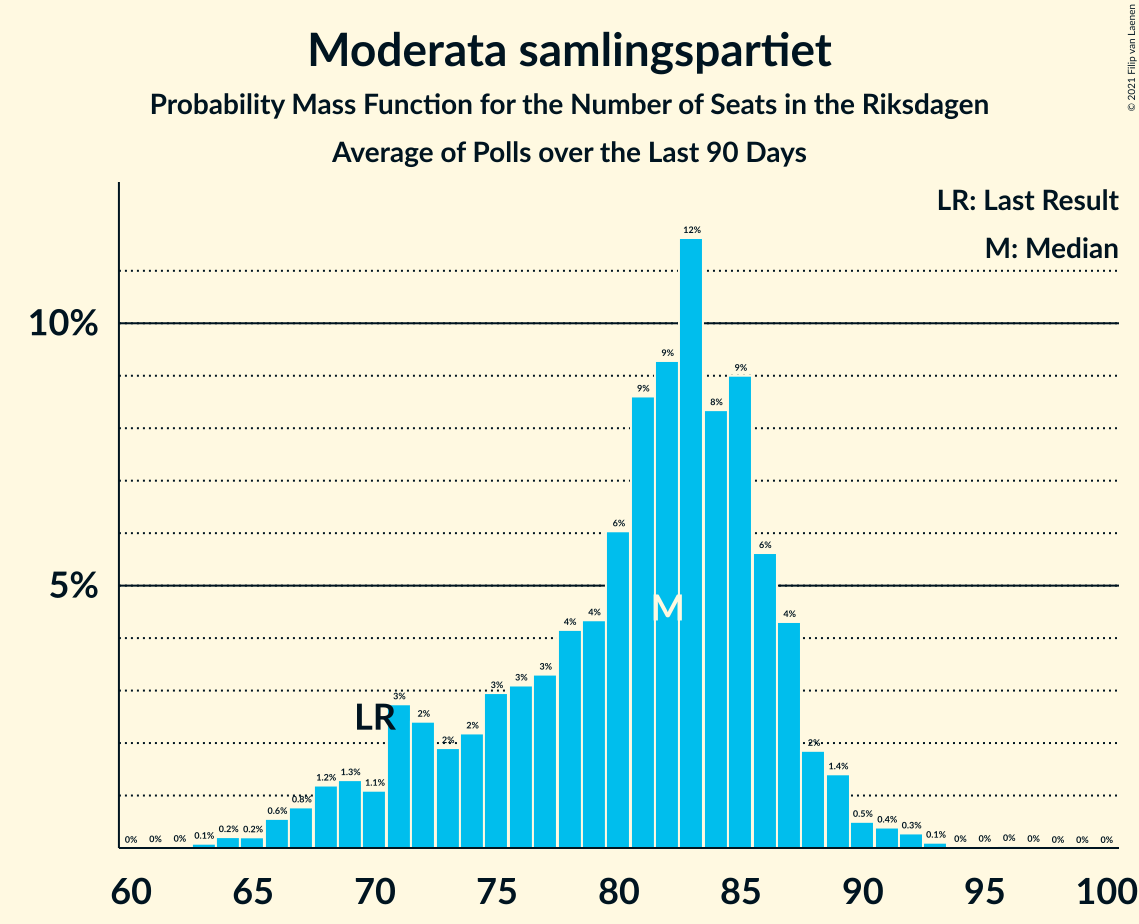 © 2021 Filip van Laenen
Moderata samlingspartiet
Probability Mass Function for the Number of Seats in the Riksdagen
Average of Polls over the Last 90 Days
LR: Last Result
M: Median
10%
5%
0% 0% 0% 0.1% 0.2% 0.2% 0.6% 0.8% 1.2% 1.3% 1.1% 3% 2% 2% 2% 3% 3% 3% 4% 4% 6% 9% 9% 12% 8% 9% 6% 4% 2% 1.4% 0.5% 0.4% 0.3% 0.1% 0% 0% 0% 0% 0% 0% 0%
LR
M
60 65 70 75 80 85 90 95 100